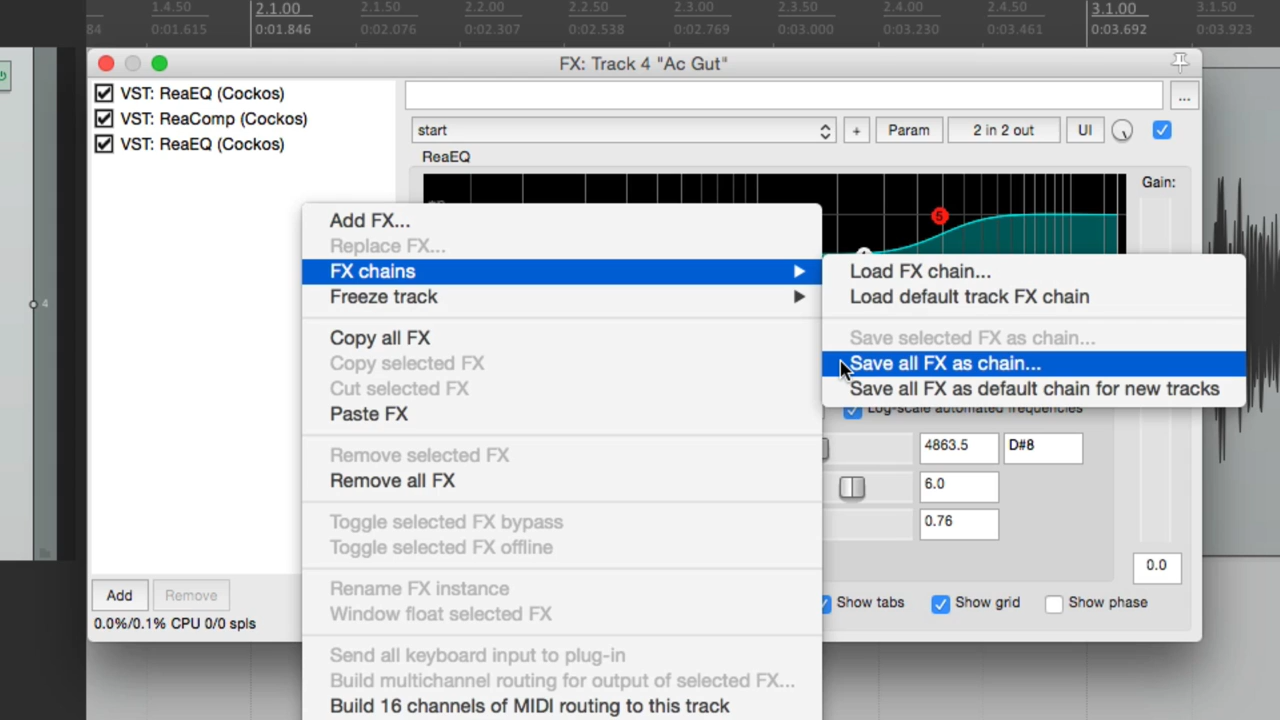 84 1.4.50 2.1.00 2.1.50 2.2.00 2.2.50 2.3.00 2.3.50 2.4.00 2.4.50 3.1.00 3.1.50
0:01.615 0:01.846 0:02.076 0:02.307 0:02.538 0:02.769 0:03.000 0:03.230 0:03.461 0:03.692 0:03.923
FX: Track 4 "Ac Gut"
VST: ReaEQ (Cockos)
VST: ReaComp (Cockos)
VST: ReaEQ (Cockos)
...
start
+
Param
2 in 2 out
UI
ReaEQ
Gain:
5
4
Add FX...
Replace FX...
FX chains
Freeze track
Copy all FX
Copy selected FX
Cut selected FX
Paste FX
Remove selected FX
Remove all FX
Toggle selected FX bypass
Toggle selected FX offline
Rename FX instance
Window float selected FX
Send all keyboard input to plug-in
Build multichannel routing for output of selected FX...
Build 16 channels of MIDI routing to this track
Load FX chain...
Load default track FX chain
Save selected FX as chain...
Save all FX as chain...
Save all FX as default chain for new tracks
Log-scale automated frequencies
4863.5
D#8
6.0
0.76
0.0
Show tabs
Show grid
Show phase
Add
Remove
0.0%/0.1% CPU 0/0 spls